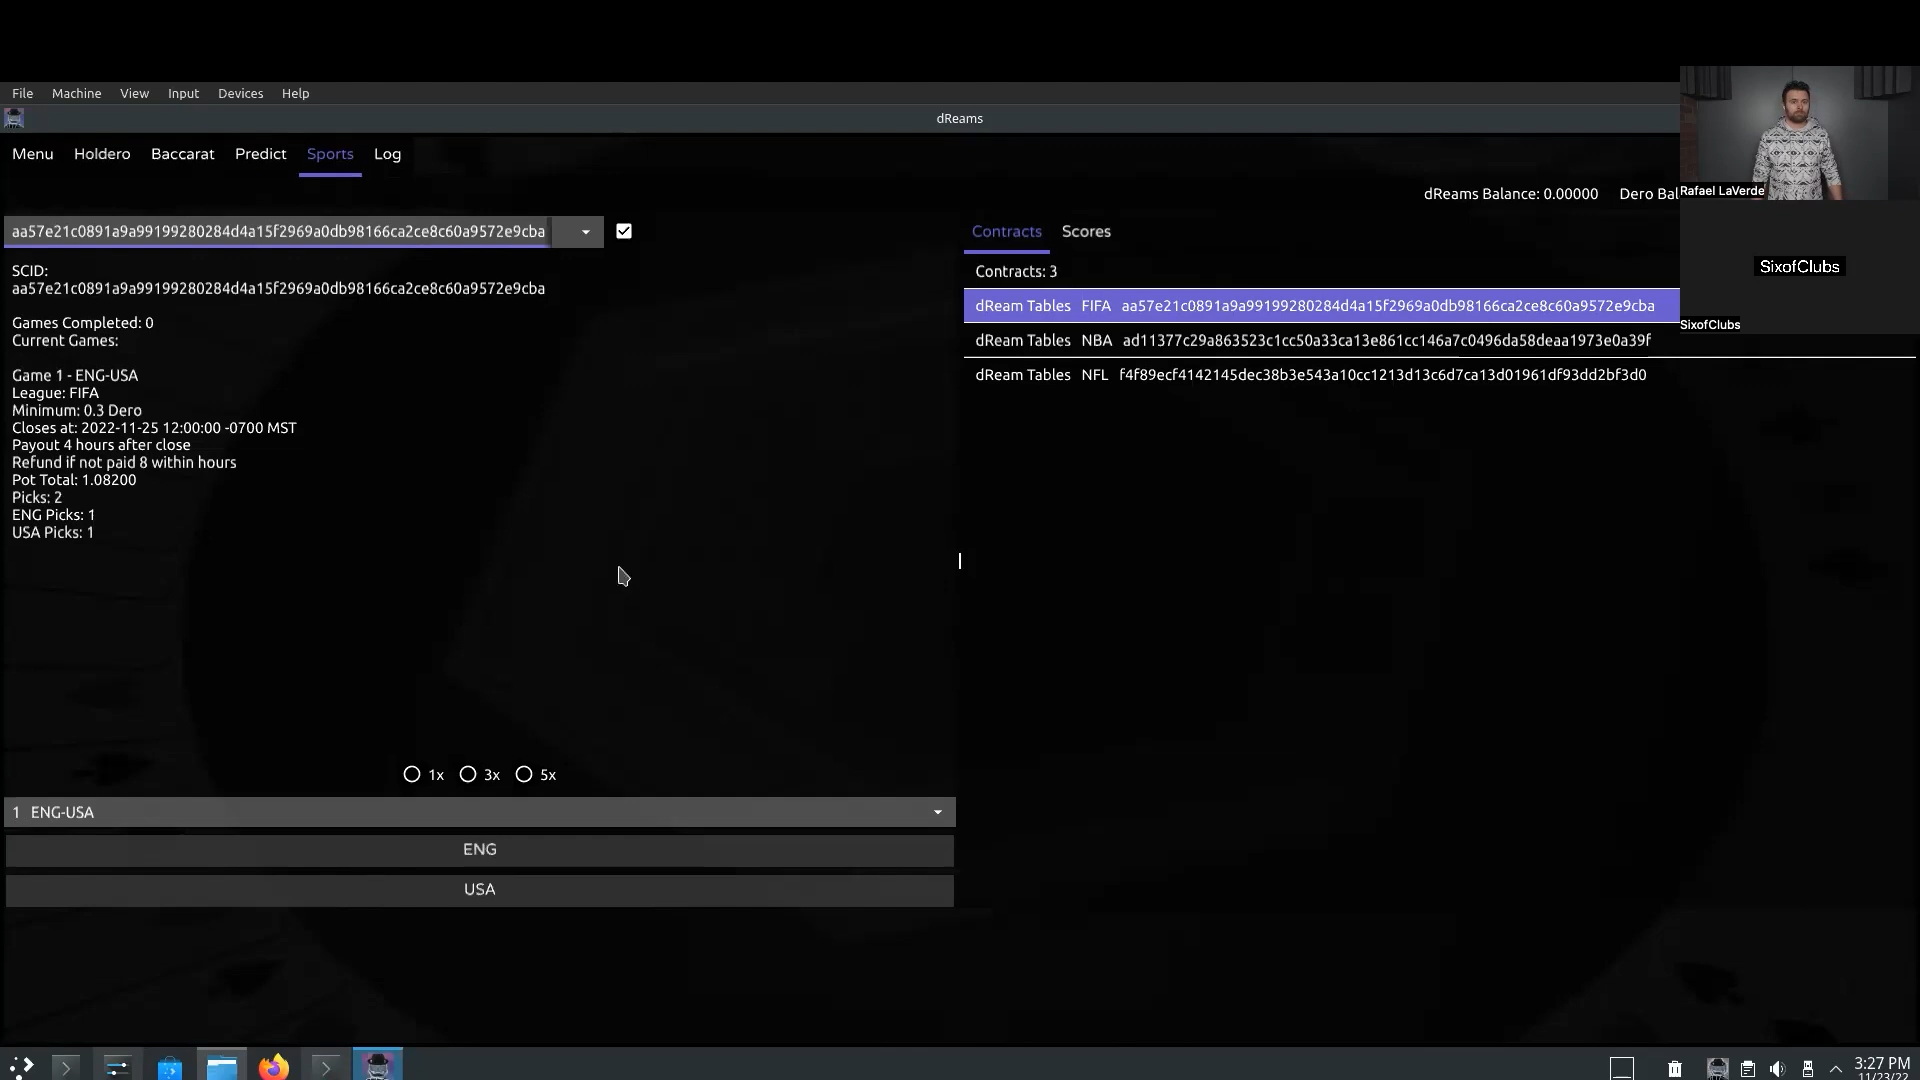 File Machine View Input Devices Help
dReams
Menu Holdero Baccarat Predict Sports Log
Rafael LaVerde
dReams Balance: 0.00000 Dero Bal
aa57e21c0891a9a99199280284d4a15f2969a0db98166ca2ce8c60a9572e9cba
Contracts Scores
SixofClubs
SCID:
aa57e21c0891a9a99199280284d4a15f2969a0db98166ca2ce8c60a9572e9cba
Contracts: 3
dReam Tables FIFA aa57e21c0891a9a99199280284d4a15f2969a0db98166ca2ce8c60a9572e9cba
SixofClubs
dReam Tables NBA ad11377c29a863523c1cc50a33ca13e861cc146a7c0496da58deaa1973e0a39f
dReam Tables NFL f4f89ecf4142145dec38b3e543a10cc1213d13c6d7ca13d01961df93dd2bf3d0
Games Completed: 0
Current Games:
Game 1 - ENG-USA
League: FIFA
Minimum: 0.3 Dero
Closes at: 2022-11-25 12:00:00 -0700 MST
Payout 4 hours after close
Refund if not paid 8 within hours
Pot Total: 1.08200
Picks: 2
ENG Picks: 1
USA Picks: 1
1x 3x 5x
1 ENG-USA
ENG
USA
3:27 PM
11/23/22